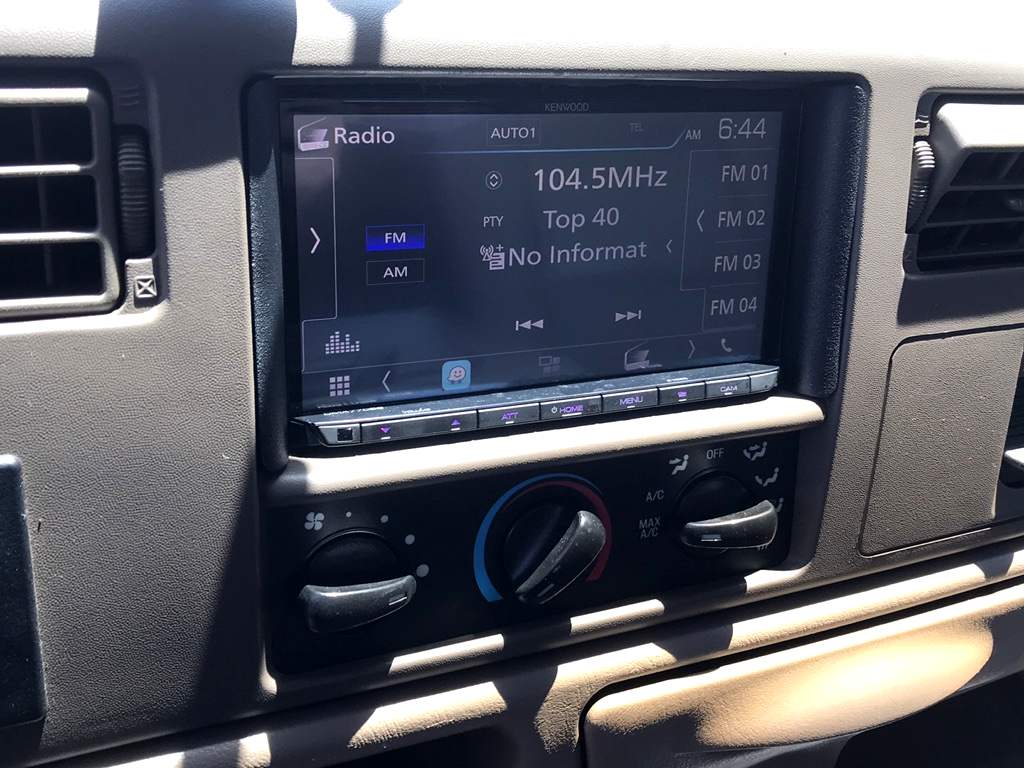 KENWOOD
Radio AUTO1 TEL AM 6:44
104.5MHz FM 01
PTY Top 40 FM 02
FM
No Informat
AM FM 03
FM 04
ATT HOME MENU CAM
OFF
A/C
MAX
A/C